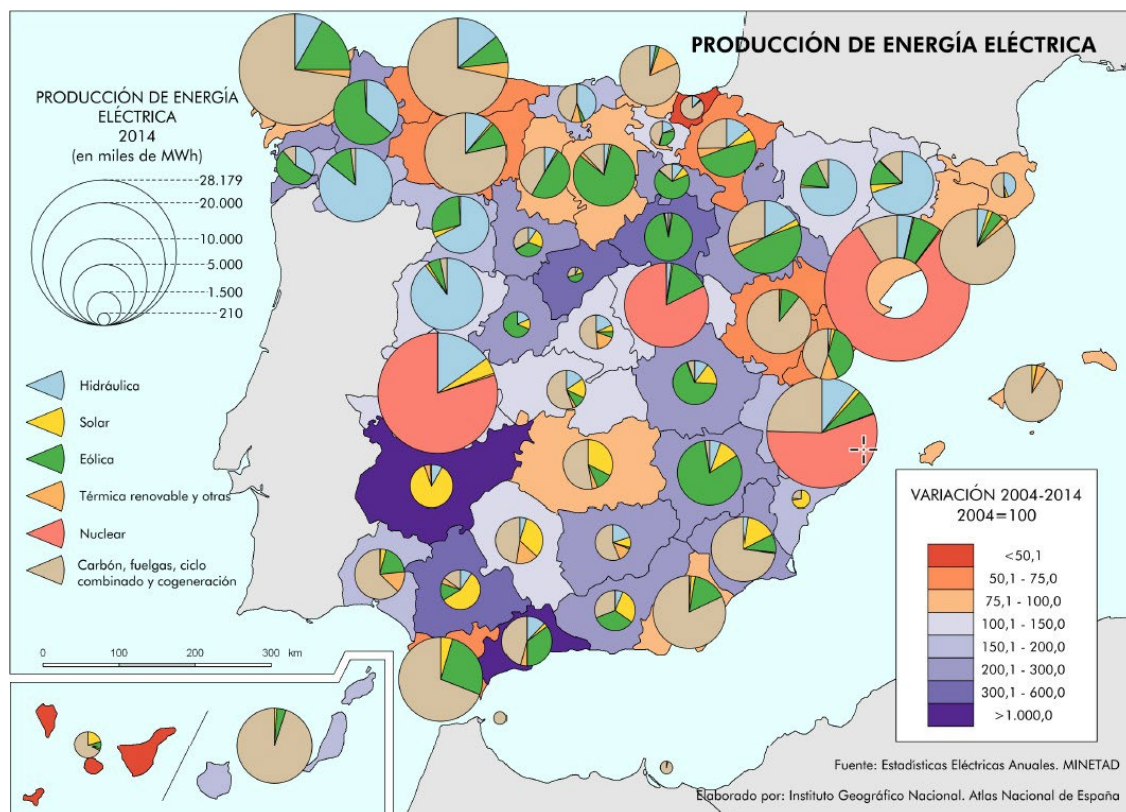 PRODUCCIÓN DE ENERGÍA ELÉCTRICA
PRODUCCIÓN DE ENERGÍA
ELÉCTRICA
2014
(en miles de MWh)
28.179
20.000
10.000
5.000
1.500
210
Hidráulica
Solar
Eólica
Térmica renovable y otras
Nuclear
Carbón, fuelgas, ciclo
combinado y cogeneración
0 100 200 300 km
VARIACIÓN 2004-2014
2004=100
<50,1
50,1 - 75,0
75,1 - 100,0
100,1 - 150,0
150,1 - 200,0
200,1 - 300,0
300,1 - 600,0
>1.000,0
Fuente: Estadísticas Eléctricas Anuales. MINETAD
Elaborado por: Instituto Geográfico Nacional. Atlas Nacional de España